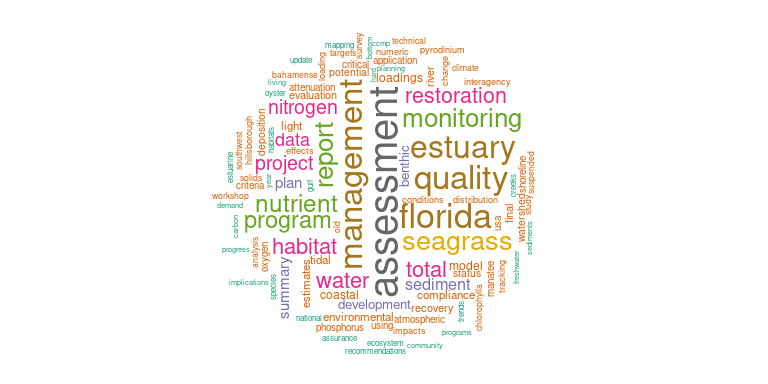 assessment
management
florida
quality
estuary
seagrass
monitoring
report
nutrient
program
restoration
nitrogen
data
project
habitat
water
total
plan
summary
sediment
development
benthic
mapping
ccmp
technical
survey
bottom
numeric
pyrodinium
update
targets
critical
application
loading
potential
hard
planning
loadings
river
change
climate
bahamense
interagency
living
attenuation
oyster
evaluation
light
deposition
habitats
hillsborough
southwest
effects
estuarine
solids
criteria
year
gulf
workshop
demand
carbon
old
conditions
distribution
creeks
shoreline
suspended
watershed
study
final
usa
sediments
progress
analysis
oxygen
tidal
model
status
manatee
tracking
freshwater
implications
species
estimates
coastal
compliance
recovery
chlorophylla
trends
national
environmental
atmospheric
phosphorus
using
impacts
programs
assurance
ecosystem
community
recommendations